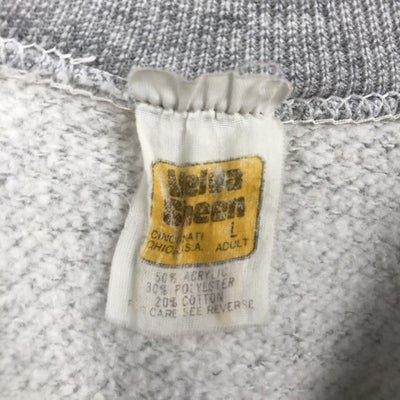 Velva
Sheen
CINCINNATI L
OHIO, U.S.A. ADULT
50% ACRYLIC
30% POLYESTER
20% COTTON
FOR CARE SEE REVERSE